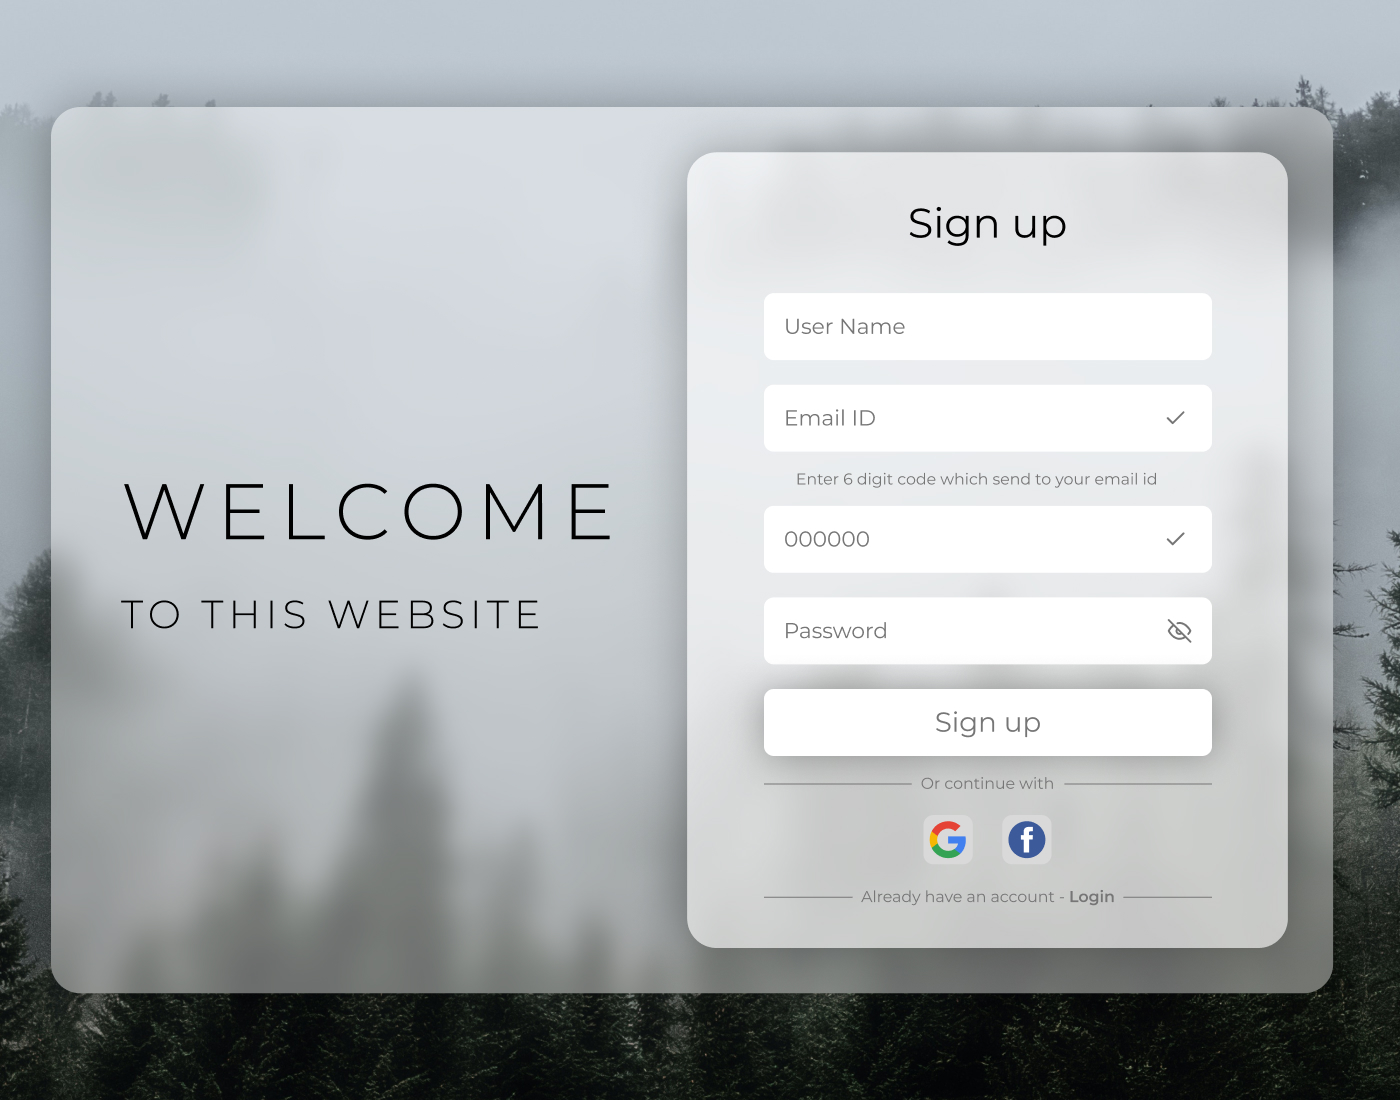 WELCOME
TO THIS WEBSITE
Sign up
User Name
Email ID
Enter 6 digit code which send to your email id
000000
Password
Sign up
Or continue with
Already have an account - Login